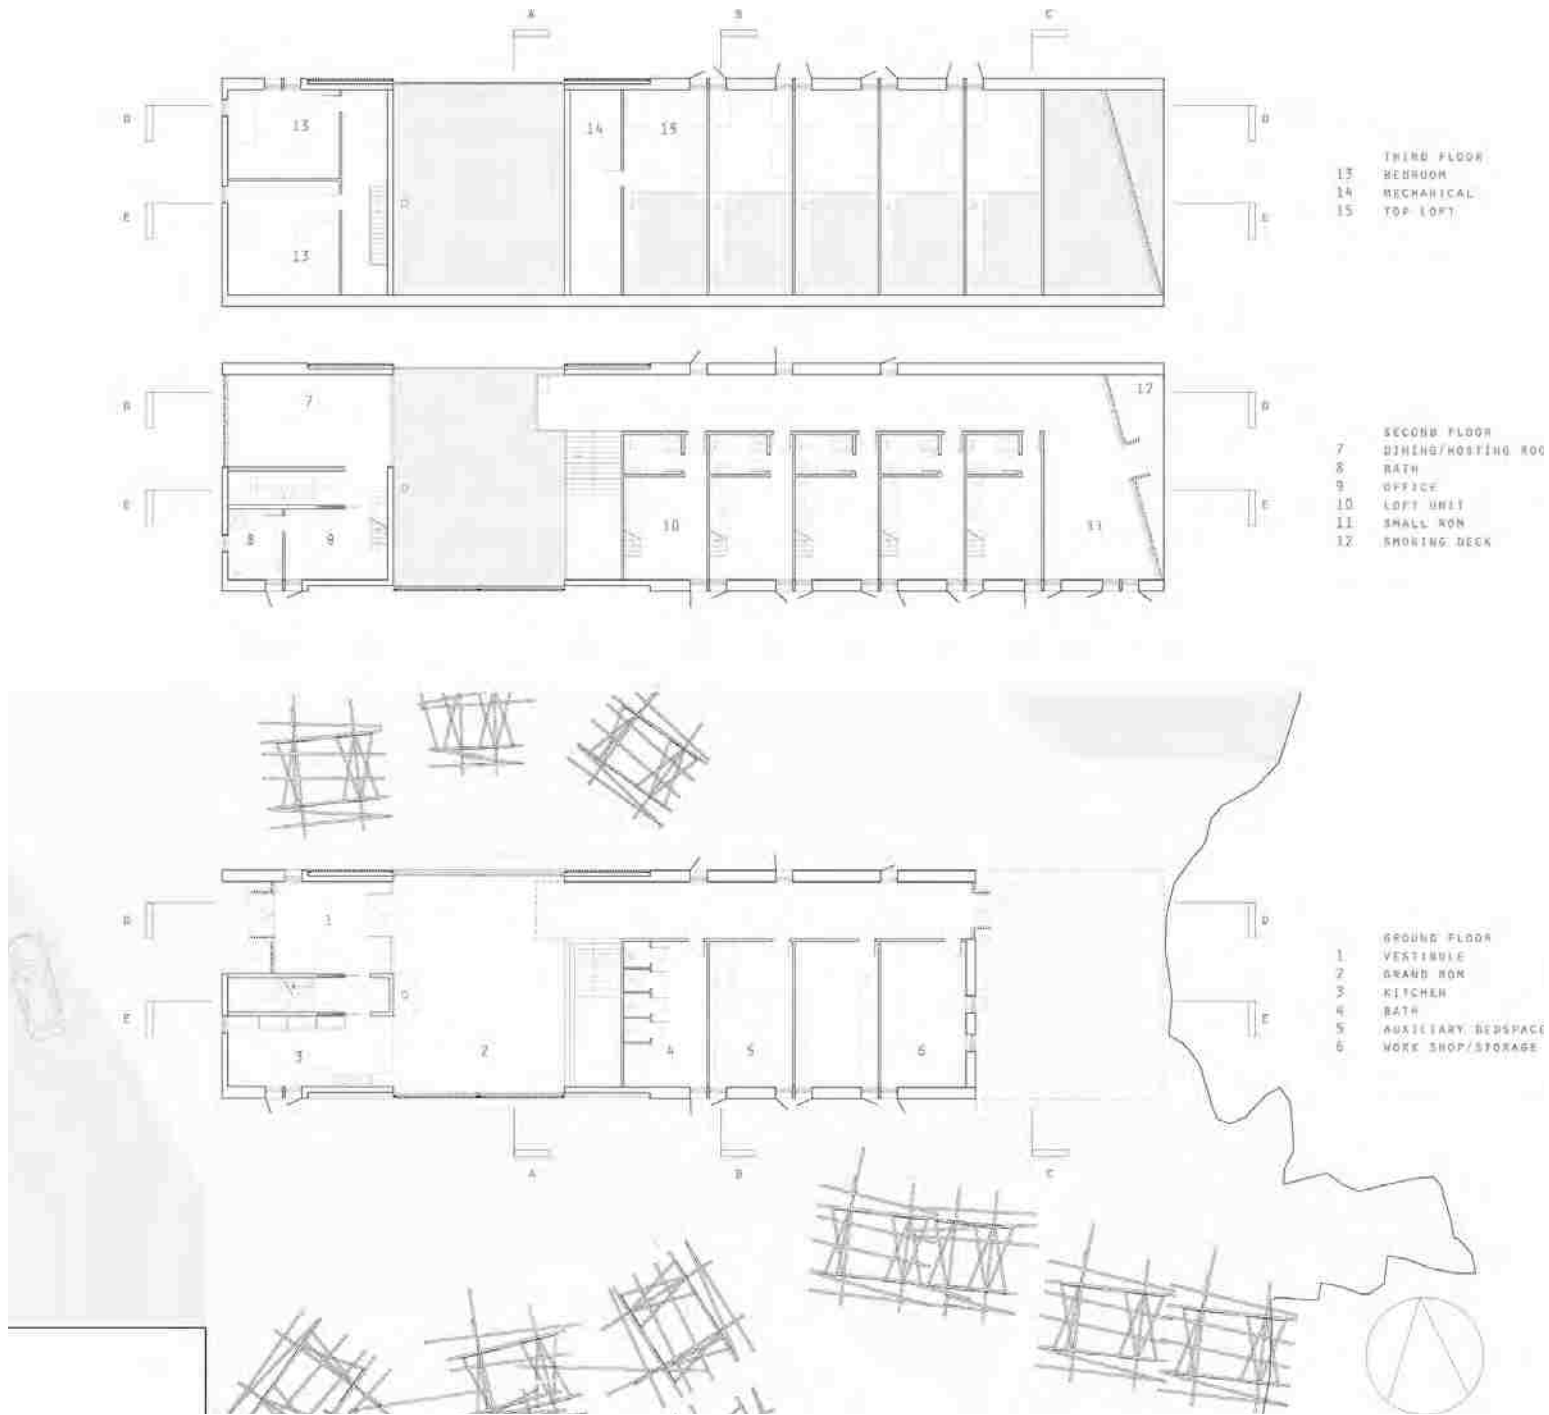 A B C
D D
13 14 15
E E
13
THIRD FLOOR
13 BEDROOM
14 MECHANICAL
15 TOP LOFT
D 7 12 D
E E
8 9 10 11
SECOND FLOOR
7 DINING/HOSTING ROO
8 BATH
9 OFFICE
10 LOFT UNIT
11 SMALL ROM
12 SMOKING DECK
D 1 D
E E
3 2 4 5 6
GROUND FLOOR
1 VESTIBULE
2 GRAND ROM
3 KITCHEN
4 BATH
5 AUXILIARY BEDSPACE
6 WORK SHOP/STORAGE
A B C